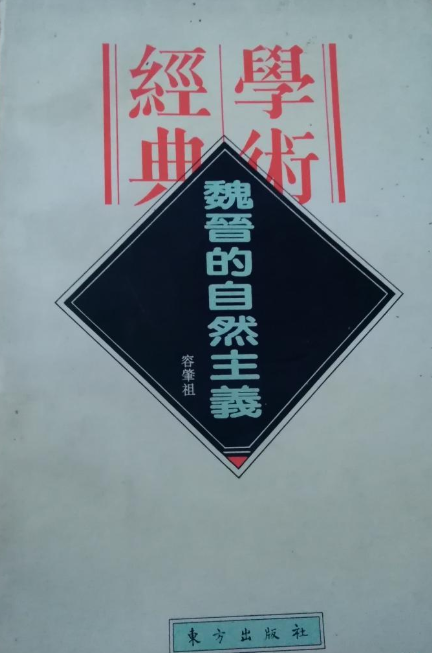 學術
經典
魏晉的自然主義
容肇祖
東方出版社